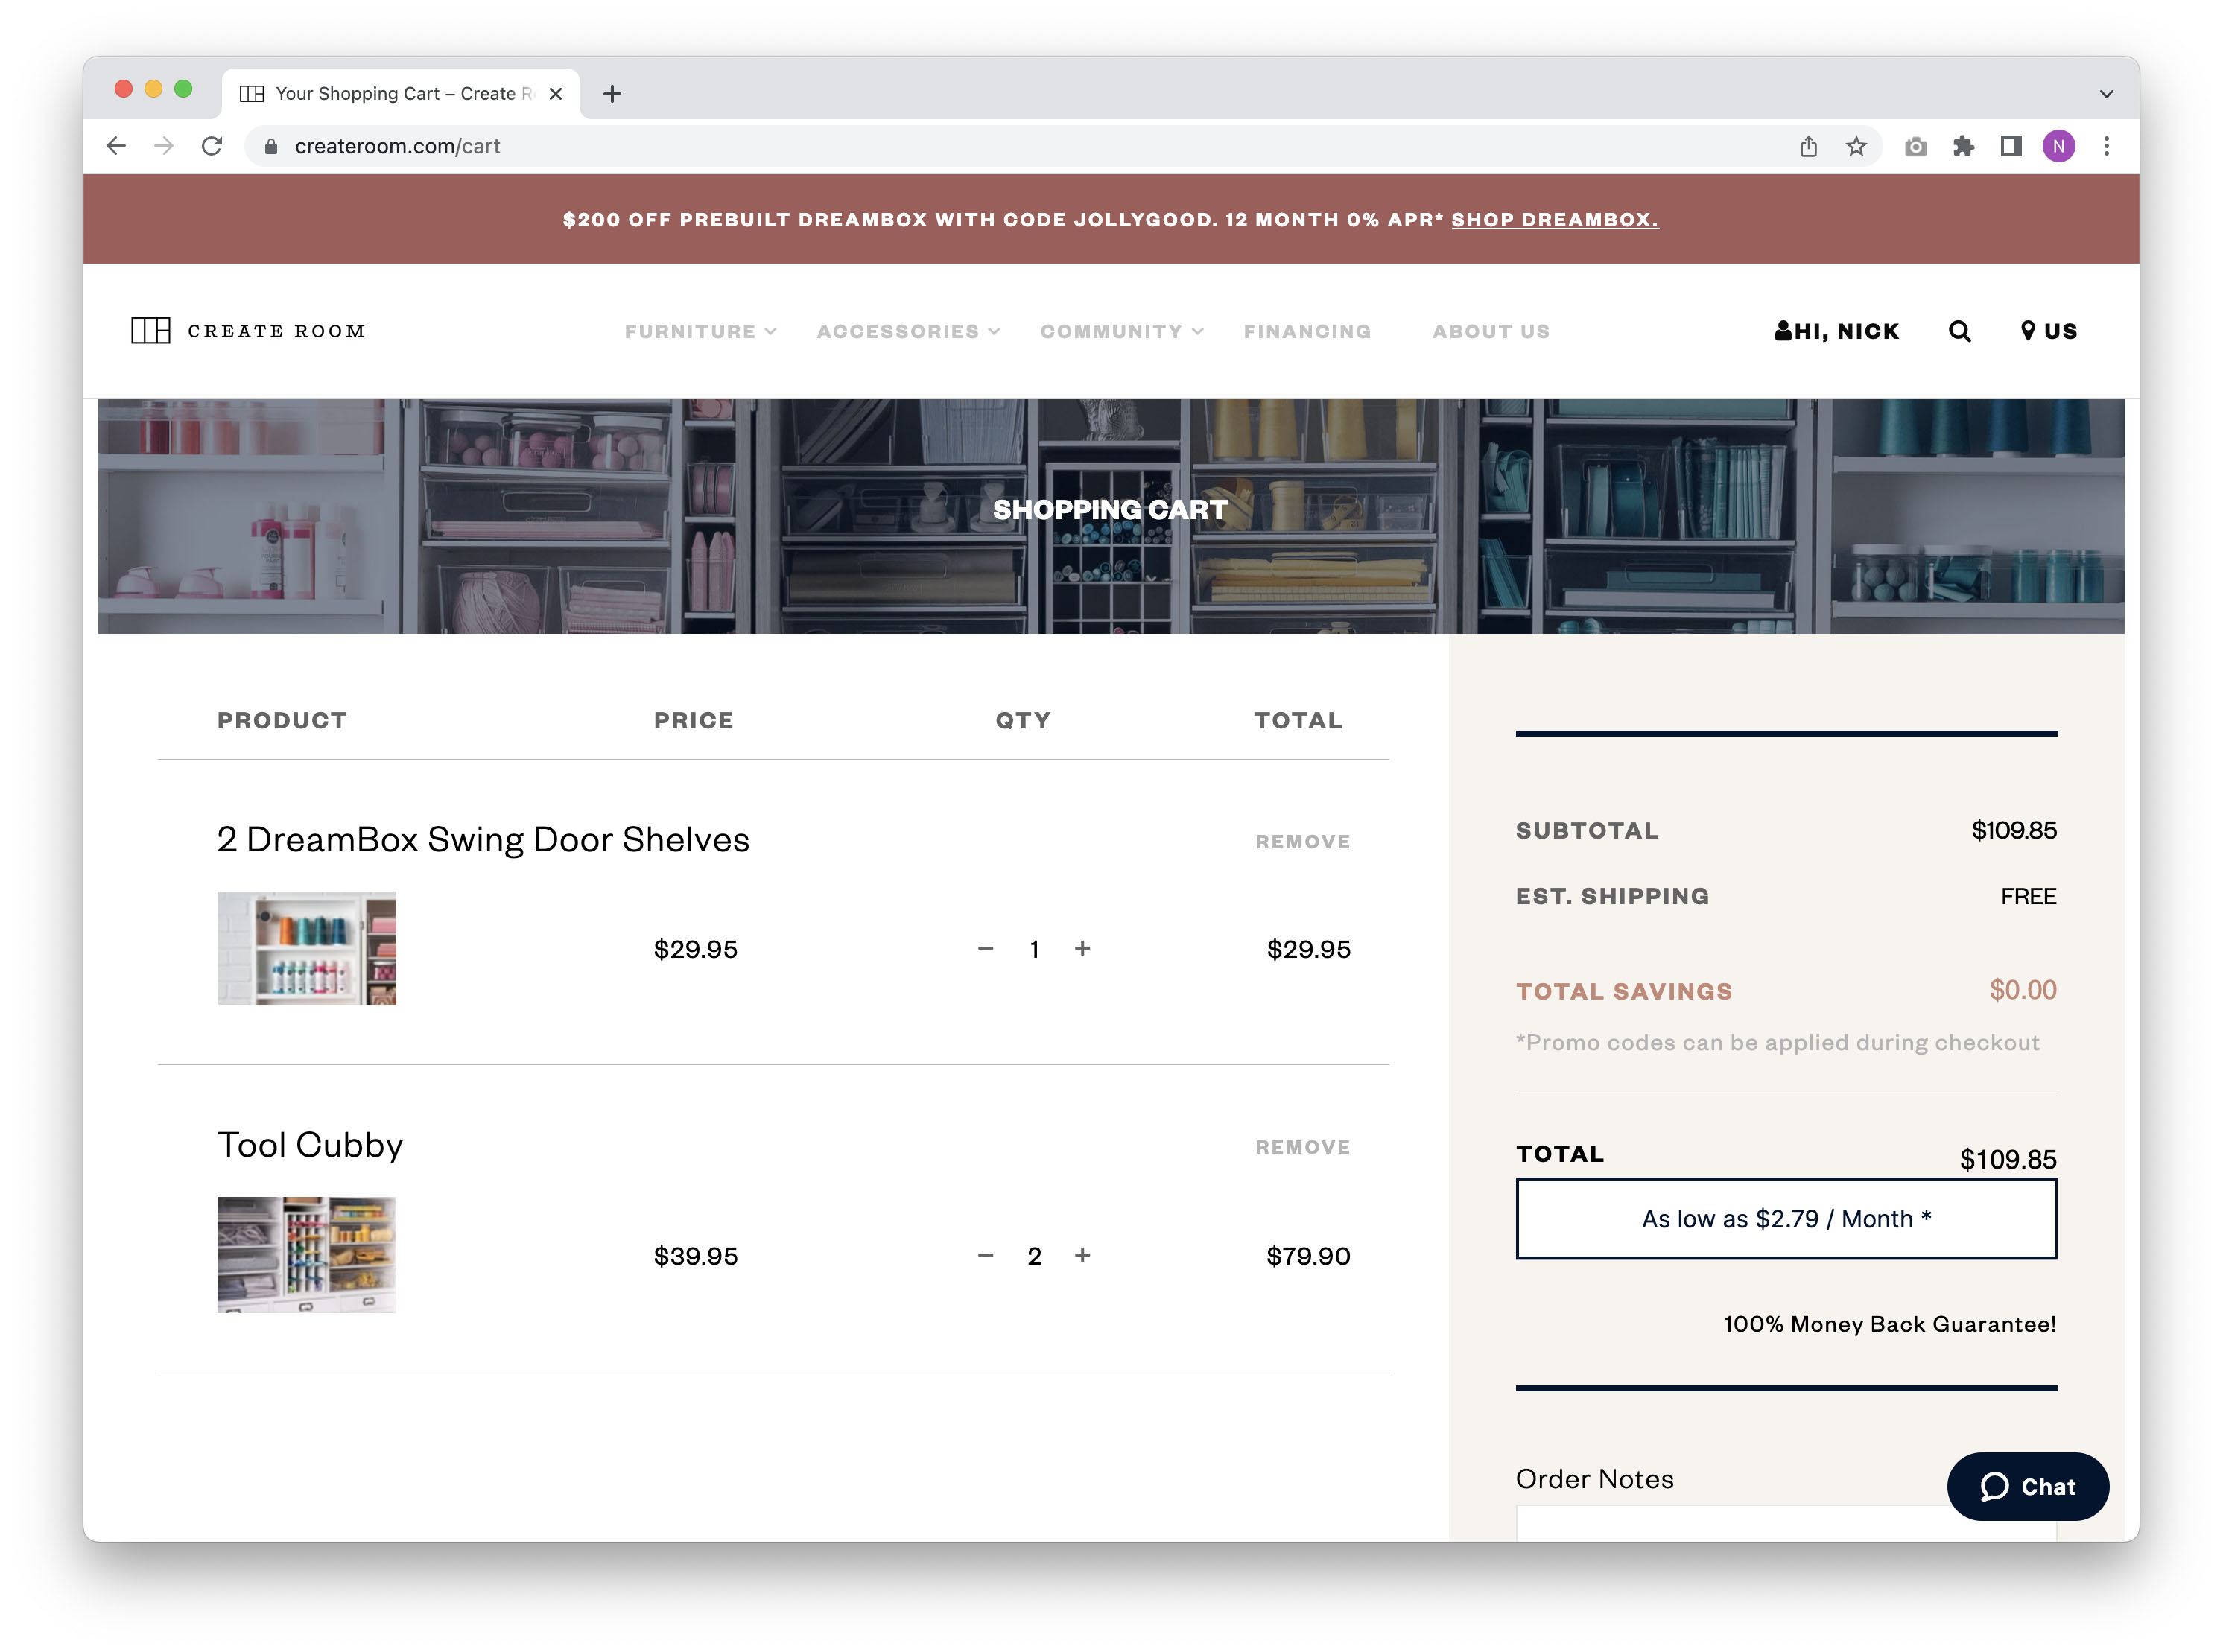 Your Shopping Cart – Create R
createroom.com/cart
N
$200 OFF PREBUILT DREAMBOX WITH CODE JOLLYGOOD. 12 MONTH 0% APR* SHOP DREAMBOX.
CREATE ROOM
FURNITURE ACCESSORIES COMMUNITY FINANCING ABOUT US
HI, NICK
US
SHOPPING CART
PRODUCT PRICE QTY TOTAL
2 DreamBox Swing Door Shelves
REMOVE
$29.95 − 1 + $29.95
Tool Cubby
REMOVE
$39.95 − 2 + $79.90
SUBTOTAL $109.85
EST. SHIPPING FREE
TOTAL SAVINGS $0.00
*Promo codes can be applied during checkout
TOTAL $109.85
As low as $2.79 / Month *
100% Money Back Guarantee!
Order Notes
Chat